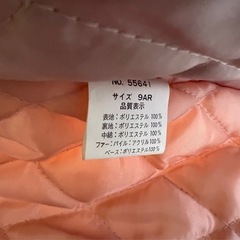 NO. 55641
サイズ 9AR
品質表示
表地：ポリエステル 100%
裏地：ポリエステル 100%
中綿：ポリエステル 100%
ファー：パイル：アクリル 100%
ベース：ポリエステル 100%